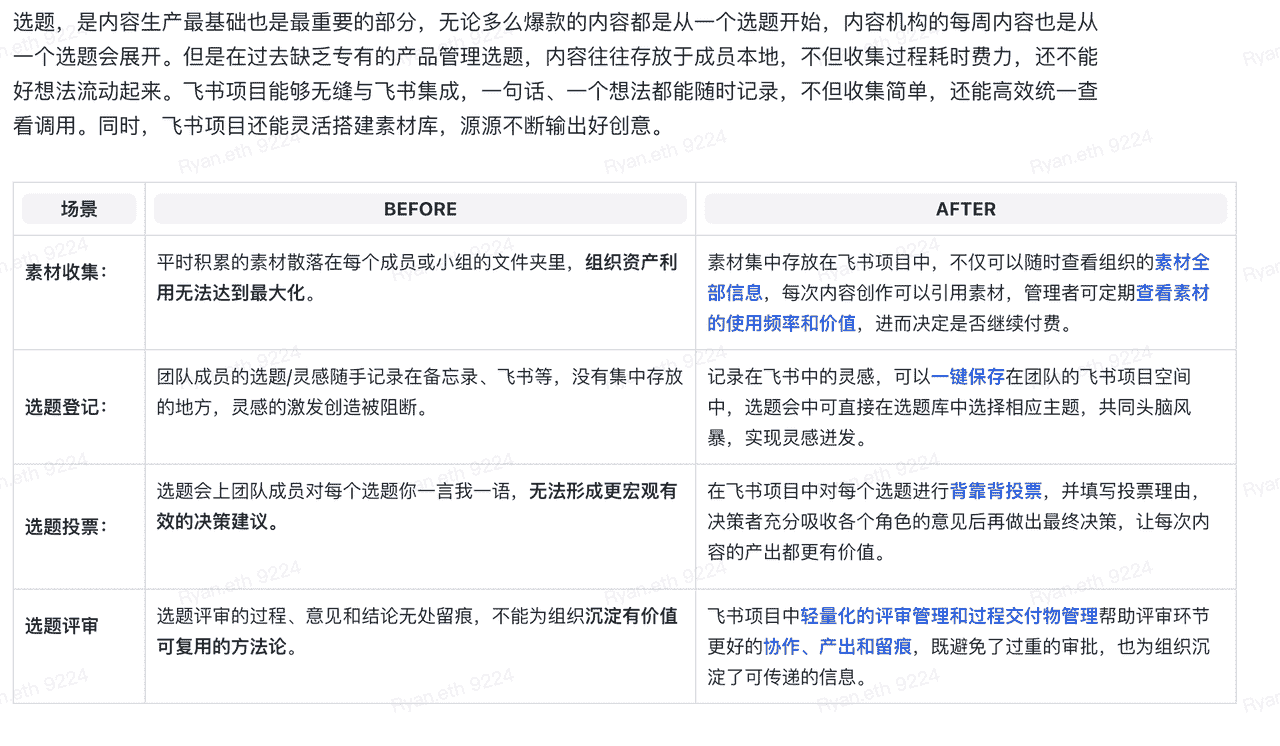 选题，是内容生产最基础也是最重要的部分，无论多么爆款的内容都是从一个选题开始，内容机构的每周内容也是从
一个选题会展开。但是在过去缺乏专有的产品管理选题，内容往往存放于成员本地，不但收集过程耗时费力，还不能
好想法流动起来。飞书项目能够无缝与飞书集成，一句话、一个想法都能随时记录，不但收集简单，还能高效统一查
看调用。同时，飞书项目还能灵活搭建素材库，源源不断输出好创意。
场景
BEFORE
AFTER
素材收集：
平时积累的素材散落在每个成员或小组的文件夹里，组织资产利
用无法达到最大化。
素材集中存放在飞书项目中，不仅可以随时查看组织的素材全
部信息，每次内容创作可以引用素材，管理者可定期查看素材
的使用频率和价值，进而决定是否继续付费。
选题登记：
团队成员的选题/灵感随手记录在备忘录、飞书等，没有集中存放
的地方，灵感的激发创造被阻断。
记录在飞书中的灵感，可以一键保存在团队的飞书项目空间
中，选题会中可直接在选题库中选择相应主题，共同头脑风
暴，实现灵感迸发。
选题投票：
选题会上团队成员对每个选题你一言我一语，无法形成更宏观有
效的决策建议。
在飞书项目中对每个选题进行背靠背投票，并填写投票理由，
决策者充分吸收各个角色的意见后再做出最终决策，让每次内
容的产出都更有价值。
选题评审
选题评审的过程、意见和结论无处留痕，不能为组织沉淀有价值
可复用的方法论。
飞书项目中轻量化的评审管理和过程交付物管理帮助评审环节
更好的协作、产出和留痕，既避免了过重的审批，也为组织沉
淀了可传递的信息。
Ryan.eth 9224